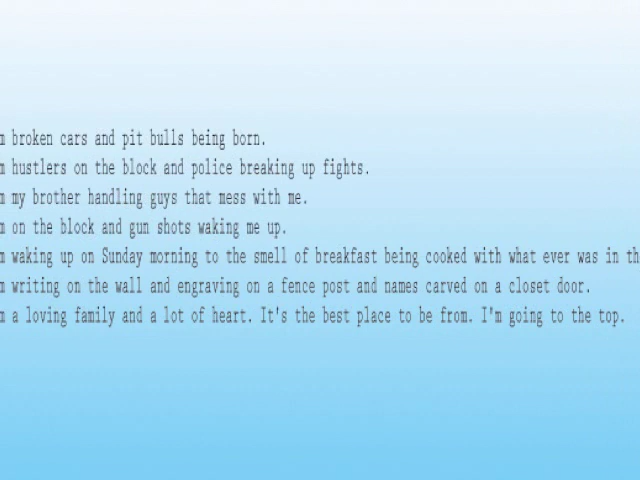 m broken cars and pit bulls being born.
m hustlers on the block and police breaking up fights.
m my brother handling guys that mess with me.
m on the block and gun shots waking me up.
m waking up on Sunday morning to the smell of breakfast being cooked with what ever was in th
m writing on the wall and engraving on a fence post and names carved on a closet door.
m a loving family and a lot of heart. It's the best place to be from. I'm going to the top.